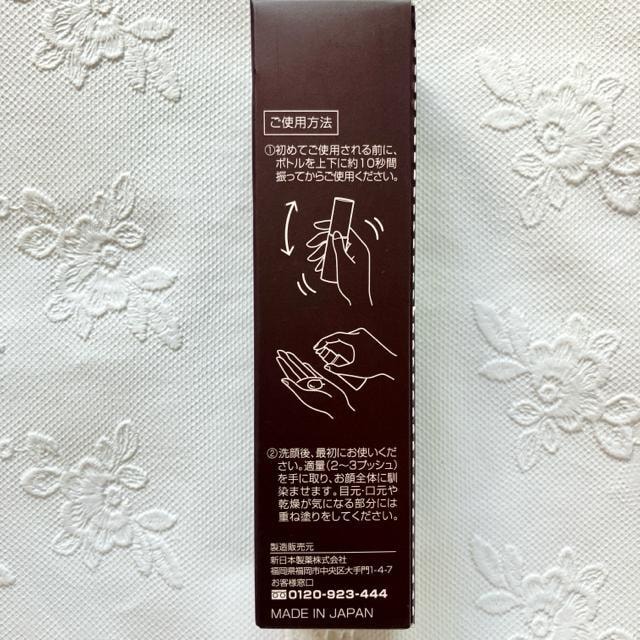 ご使用方法
①初めてご使用される前に、
ボトルを上下に約10秒間
振ってからご使用ください。
②洗顔後、最初にお使いくだ
さい。適量(2〜3プッシュ)
を手に取り、お顔全体に馴
染ませます。目元・口元や
乾燥が気になる部分には
重ね塗りをしてください。
製造販売元
新日本製薬株式会社
福岡県福岡市中央区大手門1-4-7
お客様窓口
0120-923-444
MADE IN JAPAN